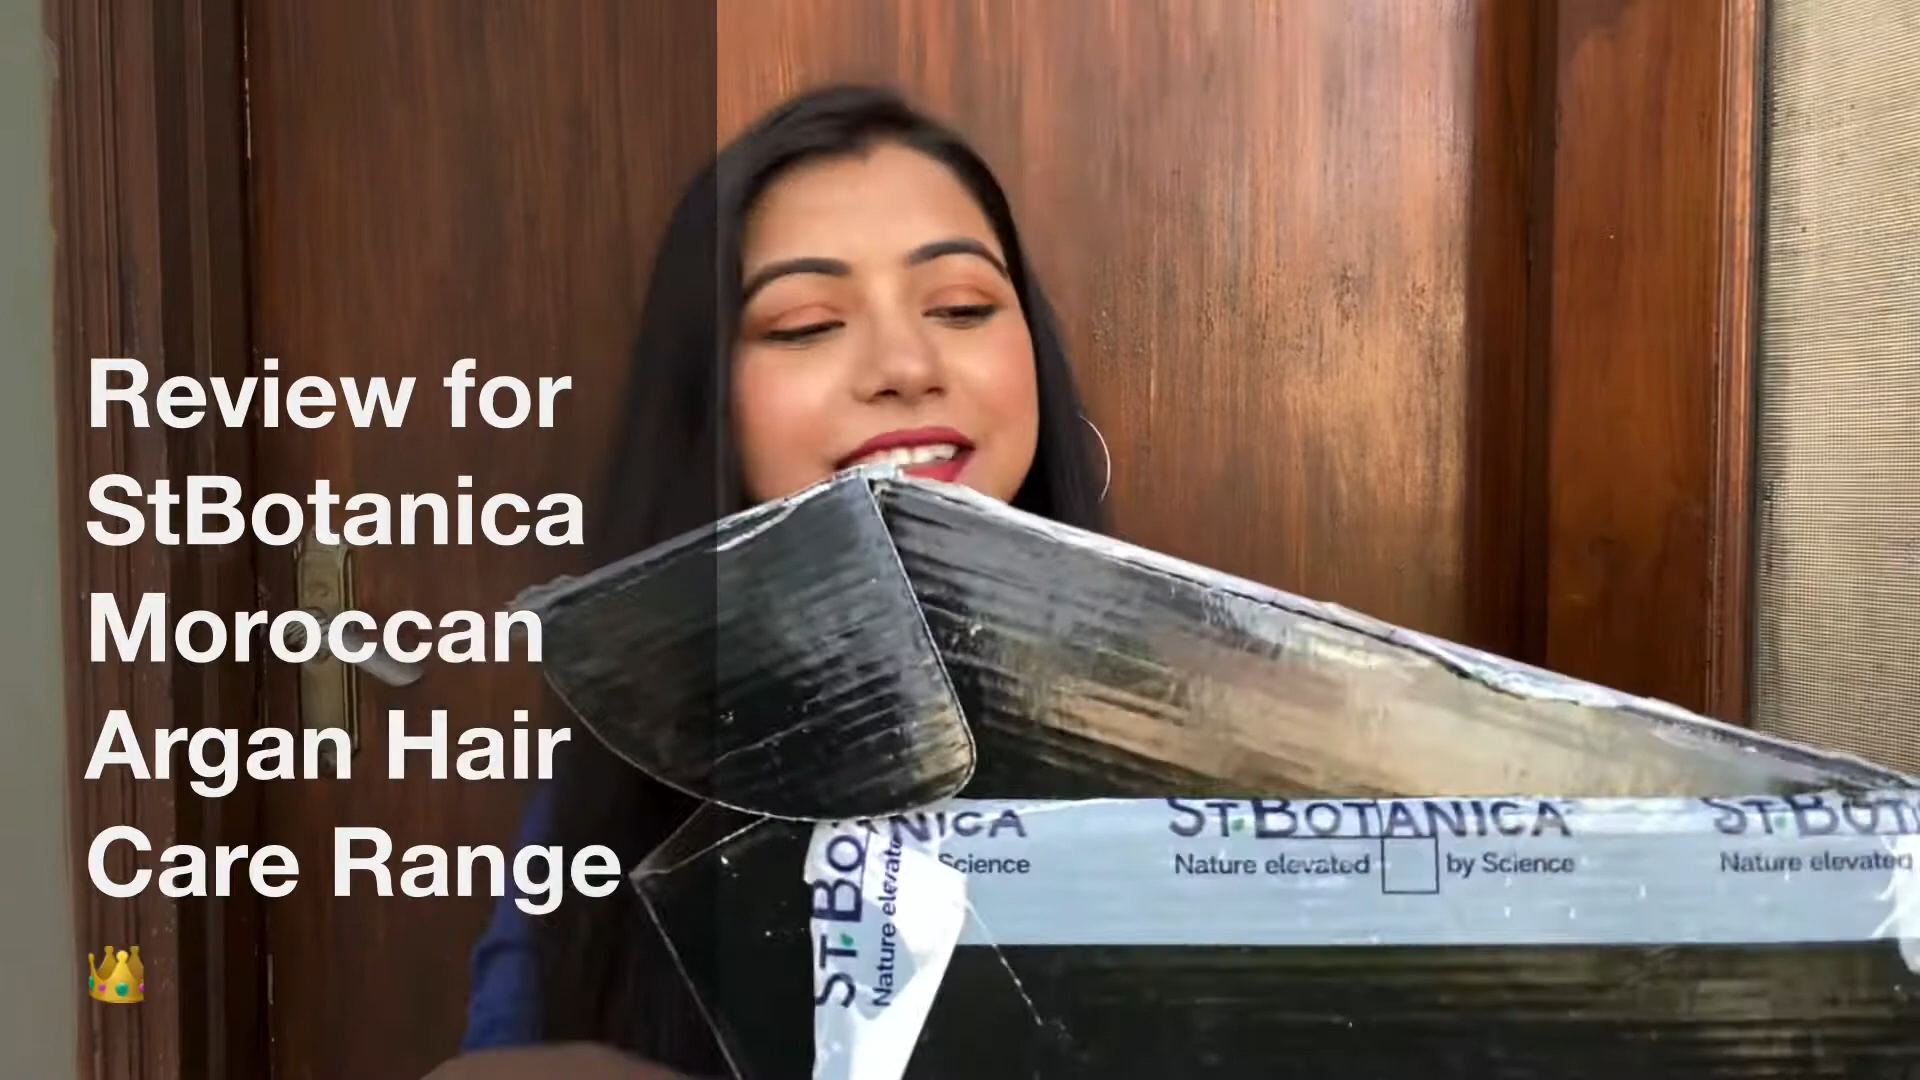 Review for
StBotanica
Moroccan
Argan Hair
Care Range
👑
NICA
Science
ST.BOTANICA
Nature elevated by Science
ST.BOT
Nature elevated
ST.BO
Nature elevate